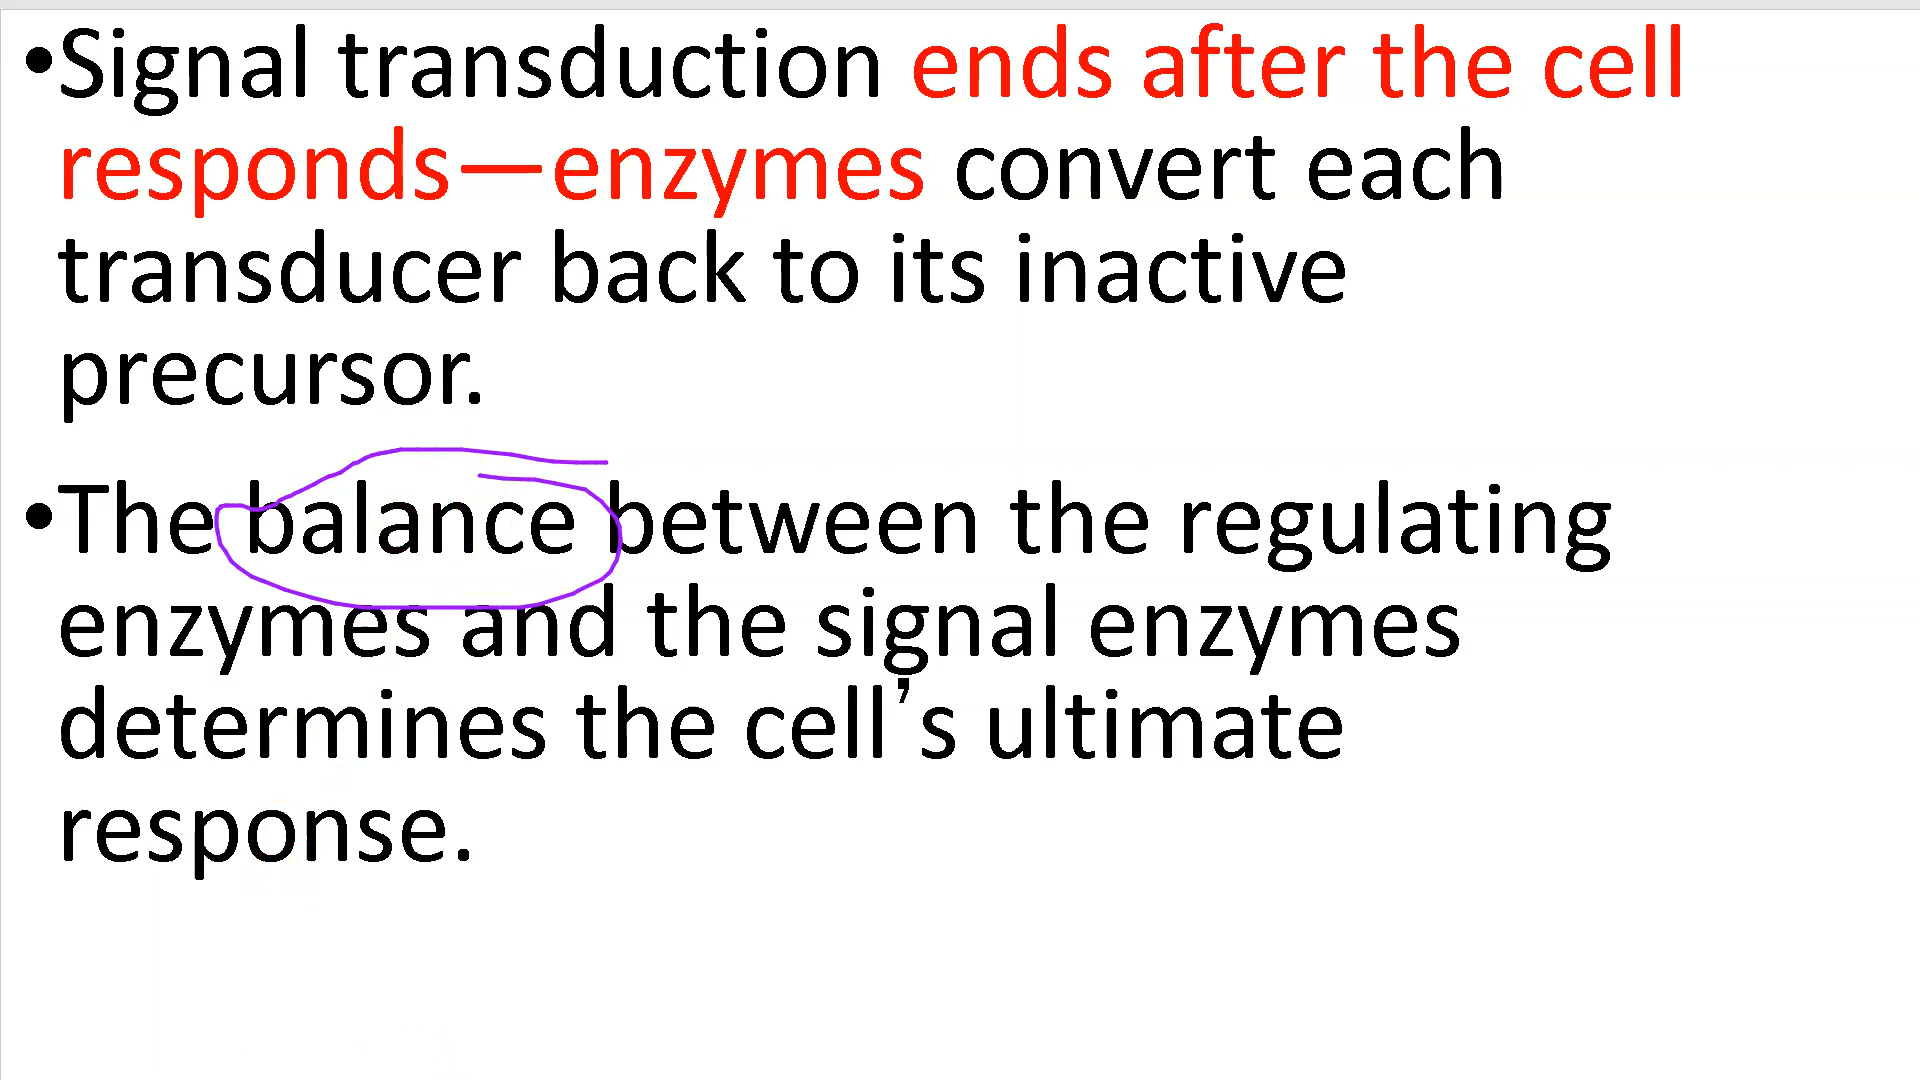 •Signal transduction ends after the cell
responds—enzymes convert each
transducer back to its inactive
precursor.
•The balance between the regulating
enzymes and the signal enzymes
determines the cell’s ultimate
response.